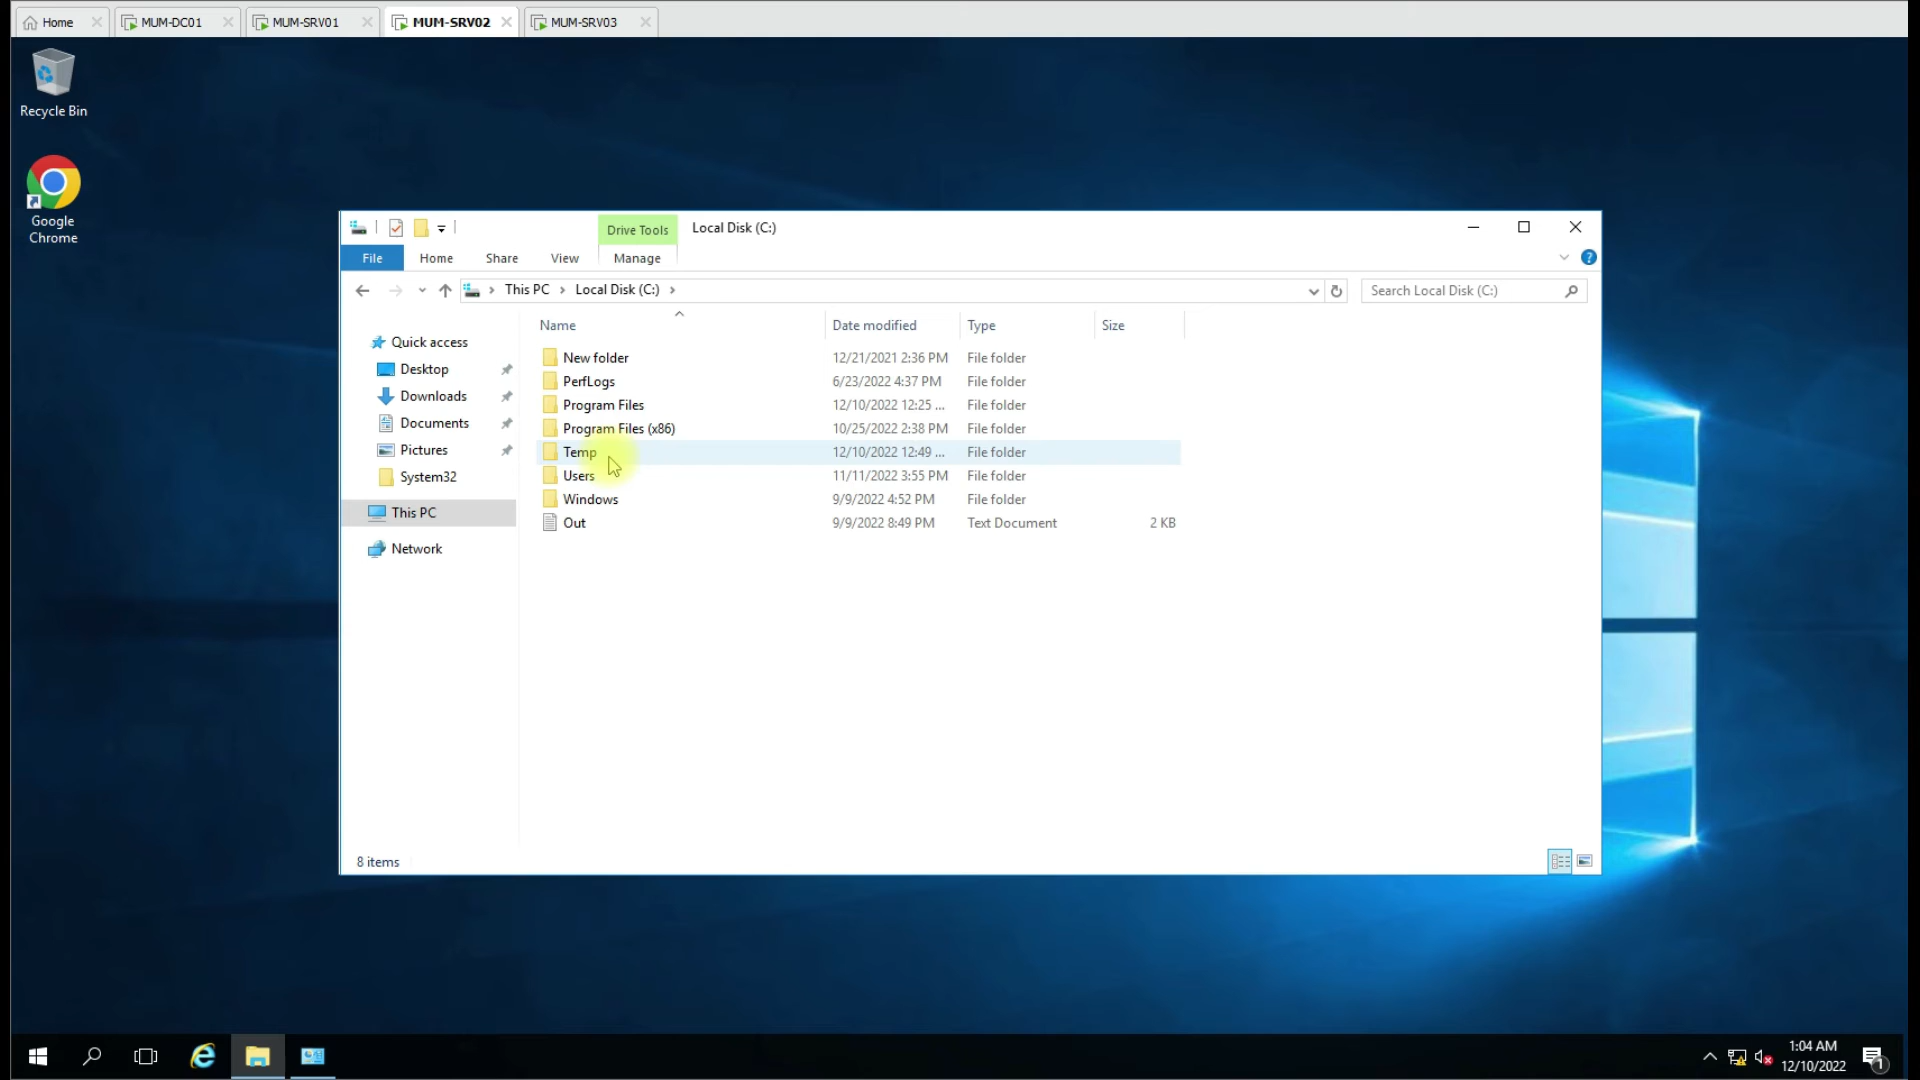 Home
MUM-DC01
MUM-SRV01
MUM-SRV02
MUM-SRV03
Recycle Bin
Google
Chrome
Drive Tools
Local Disk (C:)
File
Home
Share
View
Manage
This PC
Local Disk (C:)
Search Local Disk (C:)
Name
Date modified
Type
Size
Quick access
Desktop
Downloads
Documents
Pictures
System32
This PC
Network
New folder 12/21/2021 2:36 PM File folder
PerfLogs 6/23/2022 4:37 PM File folder
Program Files 12/10/2022 12:25 ... File folder
Program Files (x86) 10/25/2022 2:38 PM File folder
Temp 12/10/2022 12:49 ... File folder
Users 11/11/2022 3:55 PM File folder
Windows 9/9/2022 4:52 PM File folder
Out 9/9/2022 8:49 PM Text Document 2 KB
8 items
1:04 AM
12/10/2022
1